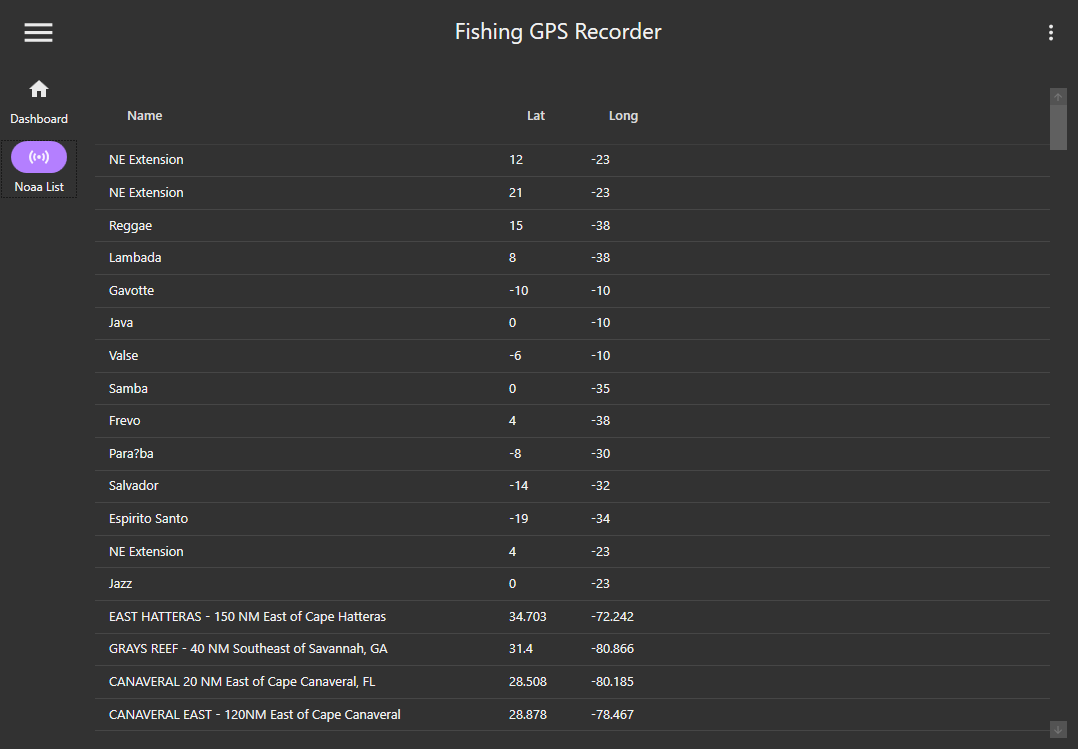 Fishing GPS Recorder
Dashboard
Noaa List
Name Lat Long
NE Extension 12 -23
NE Extension 21 -23
Reggae 15 -38
Lambada 8 -38
Gavotte -10 -10
Java 0 -10
Valse -6 -10
Samba 0 -35
Frevo 4 -38
Para?ba -8 -30
Salvador -14 -32
Espirito Santo -19 -34
NE Extension 4 -23
Jazz 0 -23
EAST HATTERAS - 150 NM East of Cape Hatteras 34.703 -72.242
GRAYS REEF - 40 NM Southeast of Savannah, GA 31.4 -80.866
CANAVERAL 20 NM East of Cape Canaveral, FL 28.508 -80.185
CANAVERAL EAST - 120NM East of Cape Canaveral 28.878 -78.467